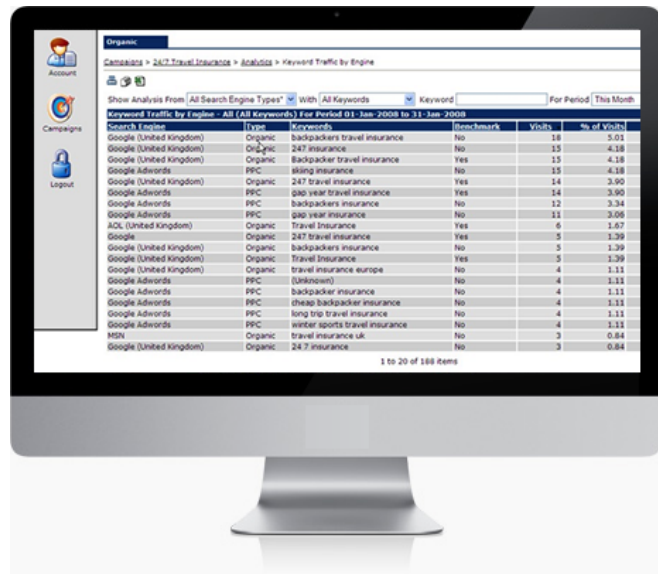 Organic
Campaigns > 24/7 Travel Insurance > Analytics > Keyword Traffic by Engine
Account
Show Analysis From All Search Engine Types* With All Keywords Keyword For Period This Month
Keyword Traffic by Engine - All (All Keywords) For Period 01-Jan-2008 to 31-Jan-2008
Search Engine Type Keywords Benchmark Visits % of Visits
Google (United Kingdom) Organic backpackers travel insurance No 18 5.01
Google (United Kingdom) Organic 247 insurance No 15 4.18
Google (United Kingdom) Organic Backpacker travel insurance Yes 15 4.18
Google Adwords PPC skiing insurance No 15 4.18
Google (United Kingdom) Organic 247 travel insurance Yes 14 3.90
Google Adwords PPC gap year travel insurance Yes 14 3.90
Google Adwords PPC backpackers insurance No 12 3.34
Google Adwords PPC gap year insurance No 11 3.06
AOL (United Kingdom) Organic Travel Insurance Yes 6 1.67
Google Organic 247 travel insurance Yes 5 1.39
Google (United Kingdom) Organic backpackers insurance No 5 1.39
Google (United Kingdom) Organic Travel Insurance Yes 5 1.39
Google (United Kingdom) Organic travel insurance europe No 4 1.11
Google Adwords PPC (Unknown) No 4 1.11
Google Adwords PPC backpacker insurance No 4 1.11
Google Adwords PPC cheap backpacker insurance No 4 1.11
Google Adwords PPC long trip travel insurance No 4 1.11
Google Adwords PPC winter sports travel insurance No 4 1.11
MSN Organic travel insurance uk No 3 0.84
Google (United Kingdom) Organic 24 7 insurance No 3 0.84
1 to 20 of 188 items
Campaigns
Logout